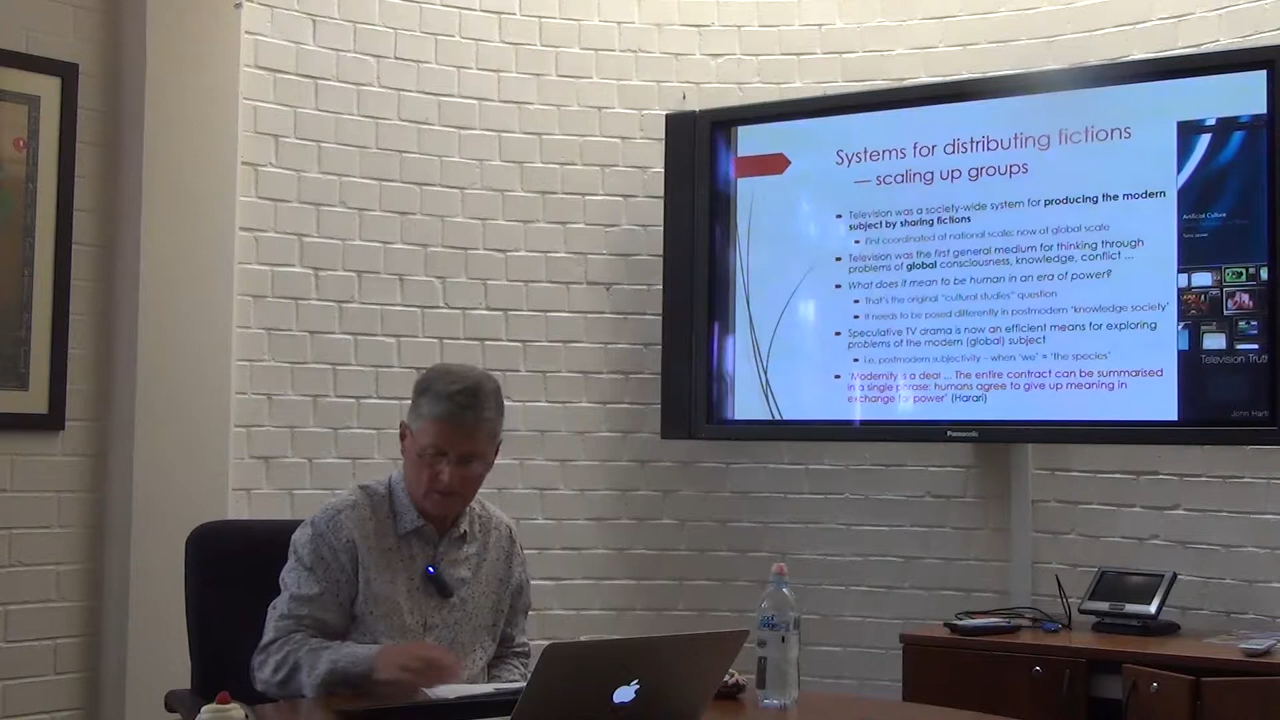 Systems for distributing fictions
— scaling up groups
Television was a society-wide system for producing the modern
subject by sharing fictions
First coordinated at national scale; now at global scale
Television was the first general medium for thinking through
problems of global consciousness, knowledge, conflict ...
What does it mean to be human in an era of power?
That's the original "cultural studies" question
It needs to be posed differently in postmodern 'knowledge society'
Speculative TV drama is now an efficient means for exploring
problems of the modern (global) subject
i.e. postmodern subjectivity – when 'we' = 'the species'
'Modernity is a deal ... The entire contract can be summarised
in a single phrase: humans agree to give up meaning in
exchange for power' (Harari)
Artificial Culture
Television Trut
John Hartl
Panasonic